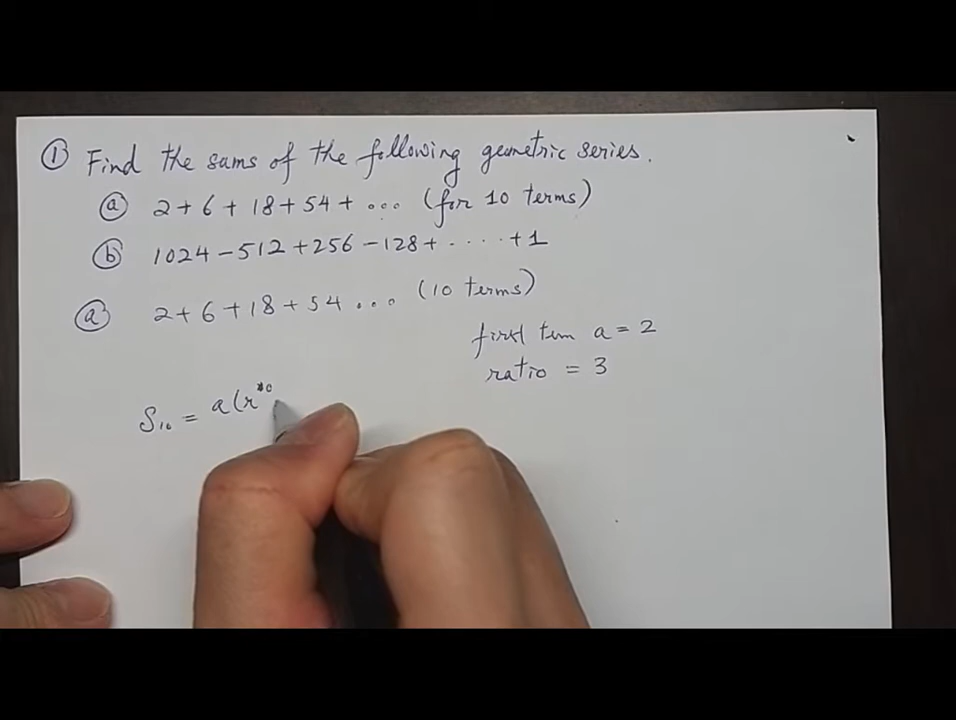 ① Find the sums of the following geometric series.
ⓐ 2 + 6 + 18 + 54 + ... (for 10 terms)
ⓑ 1024 - 512 + 256 - 128 + .... + 1
ⓐ 2 + 6 + 18 + 54 ... (10 terms)
first term a = 2
ratio = 3
S₁₀ = a(r¹⁰